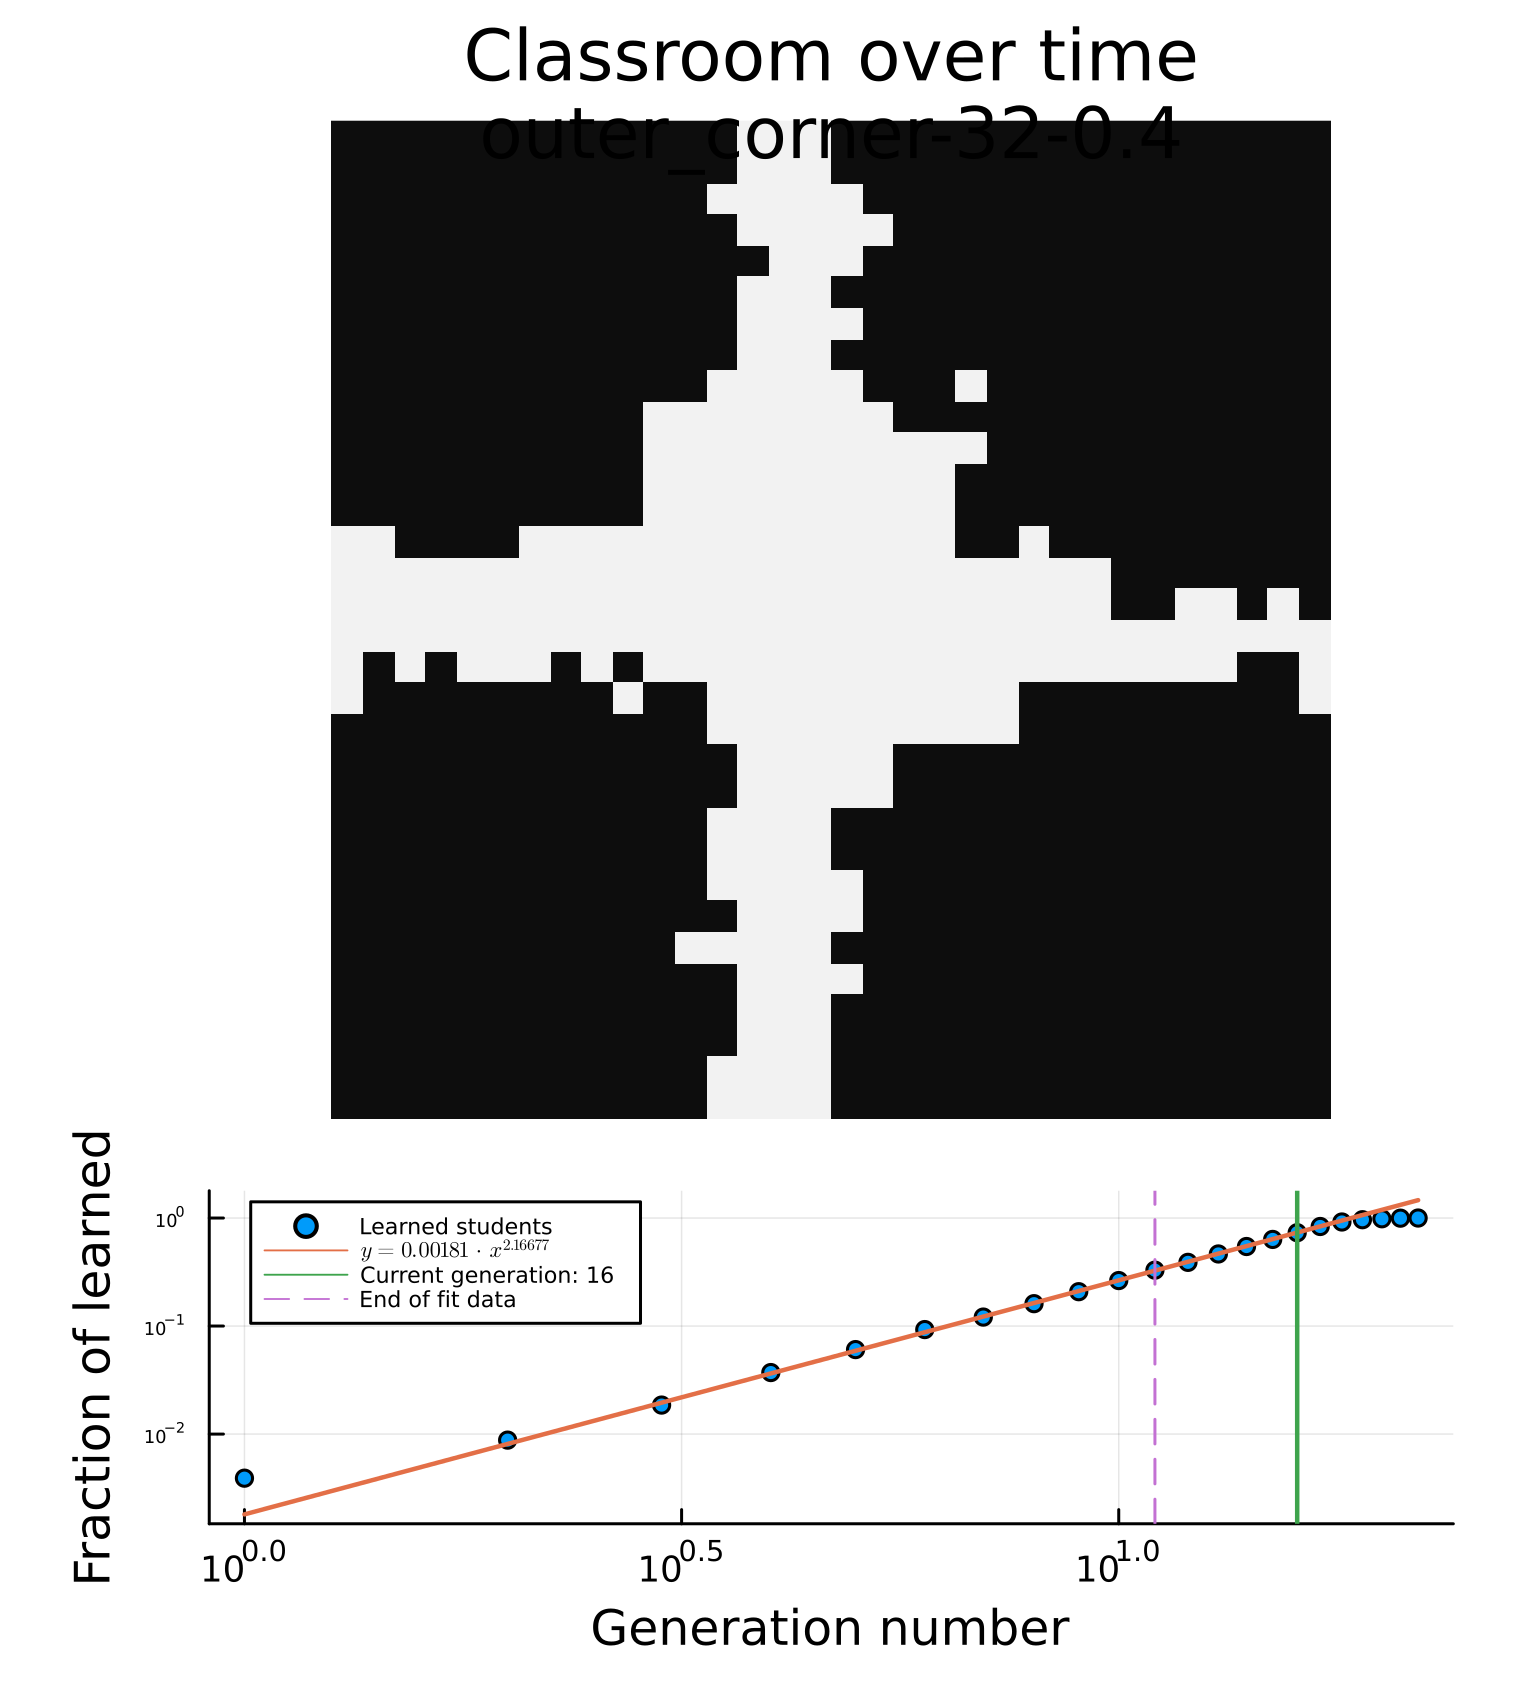 Classroom over time
outer_corner-32-0.4
Fraction of learned
10⁰
10⁻¹
10⁻²
Learned students
y = 0.00181 · x^2.16677
Current generation: 16
End of fit data
10^0.0
10^0.5
10^1.0
Generation number